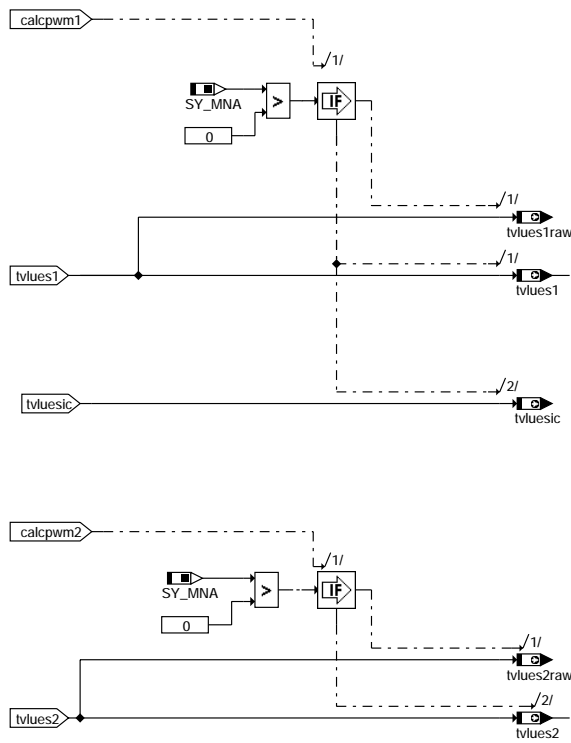 calcpwm1
/1/
SY_MNA
>
IF
0
/1/
tvlues1raw
/1/
tvlues1
tvlues1
/2/
tvluesic
tvluesic
calcpwm2
/1/
SY_MNA
>
IF
0
/1/
tvlues2raw
/2/
tvlues2
tvlues2